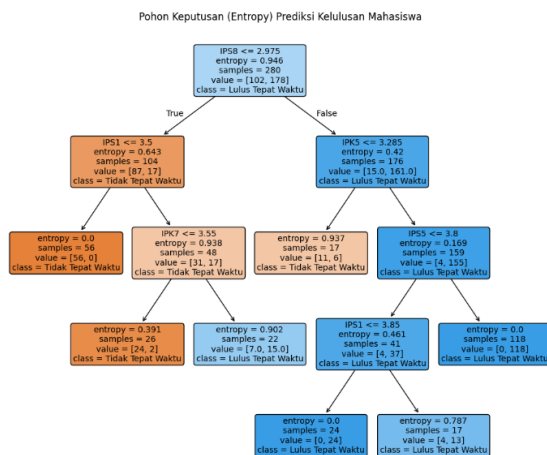 Pohon Keputusan (Entropy) Prediksi Kelulusan Mahasiswa
IPS8 <= 2.975
entropy = 0.946
samples = 280
value = [102, 178]
class = Lulus Tepat Waktu
True
False
IPS1 <= 3.5
entropy = 0.643
samples = 104
value = [87, 17]
class = Tidak Tepat Waktu
IPK5 <= 3.285
entropy = 0.42
samples = 176
value = [15.0, 161.0]
class = Lulus Tepat Waktu
entropy = 0.0
samples = 56
value = [56, 0]
class = Tidak Tepat Waktu
IPK7 <= 3.55
entropy = 0.938
samples = 48
value = [31, 17]
class = Tidak Tepat Waktu
entropy = 0.937
samples = 17
value = [11, 6]
class = Tidak Tepat Waktu
IPS5 <= 3.8
entropy = 0.169
samples = 159
value = [4, 155]
class = Lulus Tepat Waktu
entropy = 0.391
samples = 26
value = [24, 2]
class = Tidak Tepat Waktu
entropy = 0.902
samples = 22
value = [7.0, 15.0]
class = Lulus Tepat Waktu
IPS1 <= 3.85
entropy = 0.461
samples = 41
value = [4, 37]
class = Lulus Tepat Waktu
entropy = 0.0
samples = 118
value = [0, 118]
class = Lulus Tepat Waktu
entropy = 0.0
samples = 24
value = [0, 24]
class = Lulus Tepat Waktu
entropy = 0.787
samples = 17
value = [4, 13]
class = Lulus Tepat Waktu